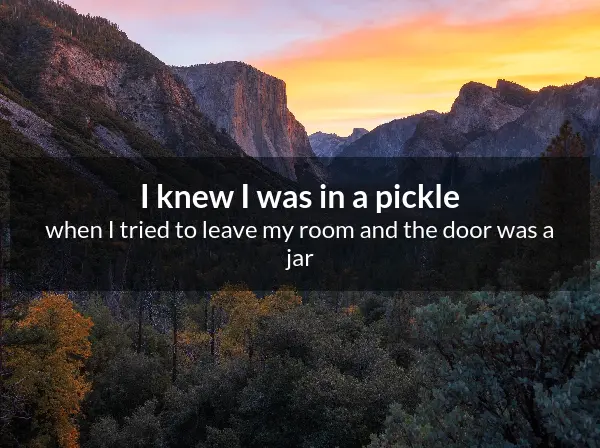 I knew I was in a pickle
when I tried to leave my room and the door was a
jar